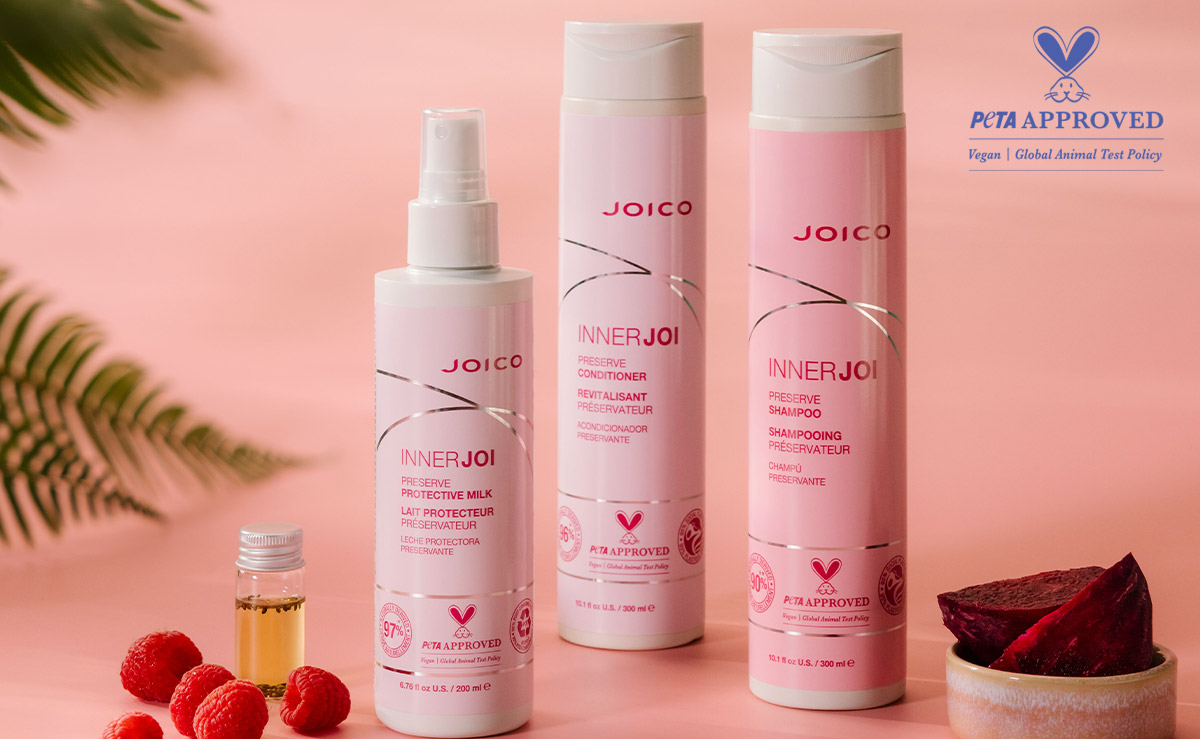 PETA APPROVED
Vegan | Global Animal Test Policy
JOICO
INNERJOI
PRESERVE
PROTECTIVE MILK
LAIT PROTECTEUR
PRÉSERVATEUR
LECHE PROTECTORA
PRESERVANTE
97%
PETA APPROVED
Vegan | Global Animal Test Policy
6.76 fl oz U.S. / 200 ml e
JOICO
INNERJOI
PRESERVE
CONDITIONER
REVITALISANT
PRÉSERVATEUR
ACONDICIONADOR
PRESERVANTE
96%
PETA APPROVED
Vegan | Global Animal Test Policy
10.1 fl oz U.S. / 300 ml e
JOICO
INNERJOI
PRESERVE
SHAMPOO
SHAMPOOING
PRÉSERVATEUR
CHAMPÚ
PRESERVANTE
90%
PETA APPROVED
Vegan | Global Animal Test Policy
10.1 fl oz U.S. / 300 ml e